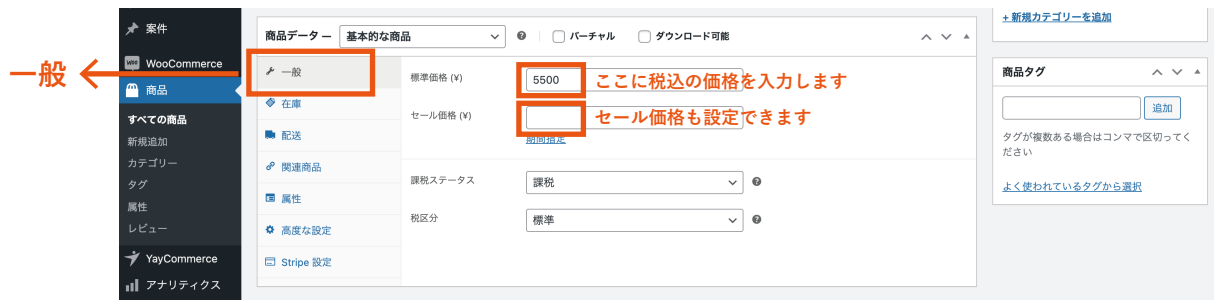 一般
案件
WooCommerce
商品
すべての商品
新規追加
カテゴリー
タグ
属性
レビュー
YayCommerce
アナリティクス
商品データ — 基本的な商品 バーチャル ダウンロード可能
一般
在庫
配送
関連商品
属性
高度な設定
Stripe 設定
標準価格 (¥) 5500 ここに税込の価格を入力します
セール価格 (¥) セール価格も設定できます
期間指定
課税ステータス 課税
税区分 標準
+ 新規カテゴリーを追加
商品タグ
追加
タグが複数ある場合はコンマで区切ってく
ださい
よく使われているタグから選択